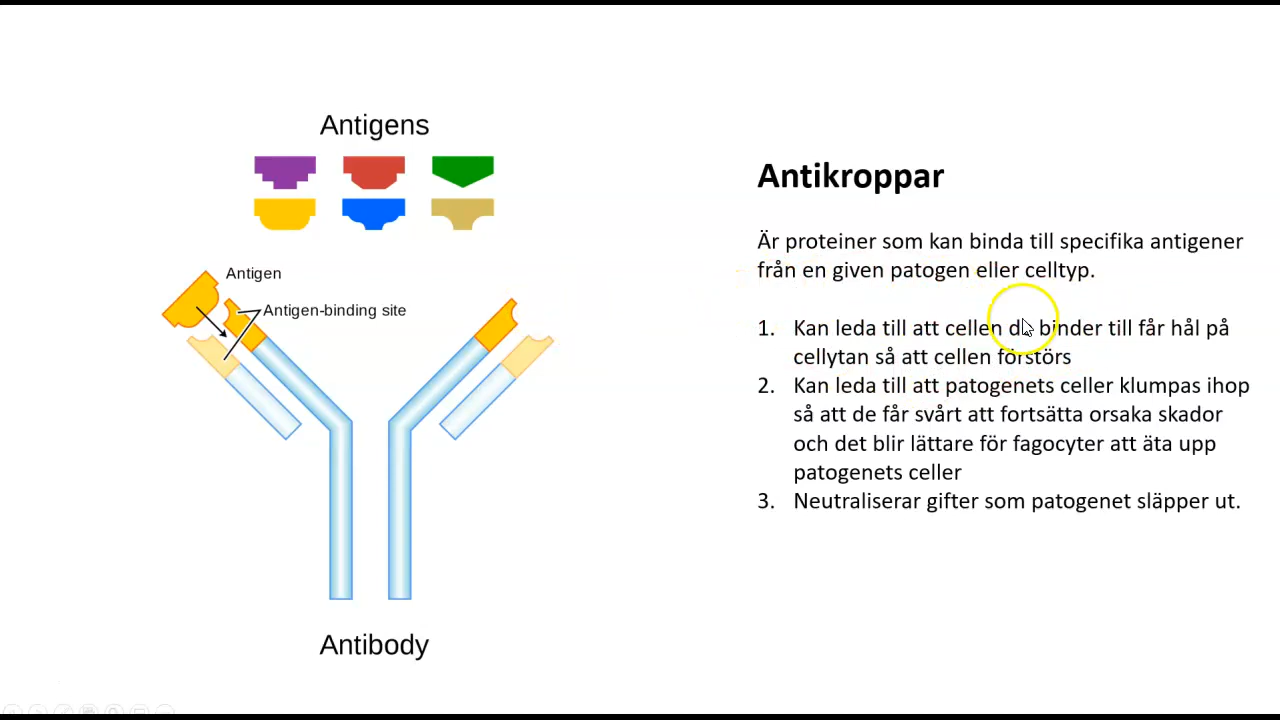 Antigens
Antigen
Antigen-binding site
Antibody
Antikroppar
Är proteiner som kan binda till specifika antigener
från en given patogen eller celltyp.
1. Kan leda till att cellen de binder till får hål på
cellytan så att cellen förstörs
2. Kan leda till att patogenets celler klumpas ihop
så att de får svårt att fortsätta orsaka skador
och det blir lättare för fagocyter att äta upp
patogenets celler
3. Neutraliserar gifter som patogenet släpper ut.